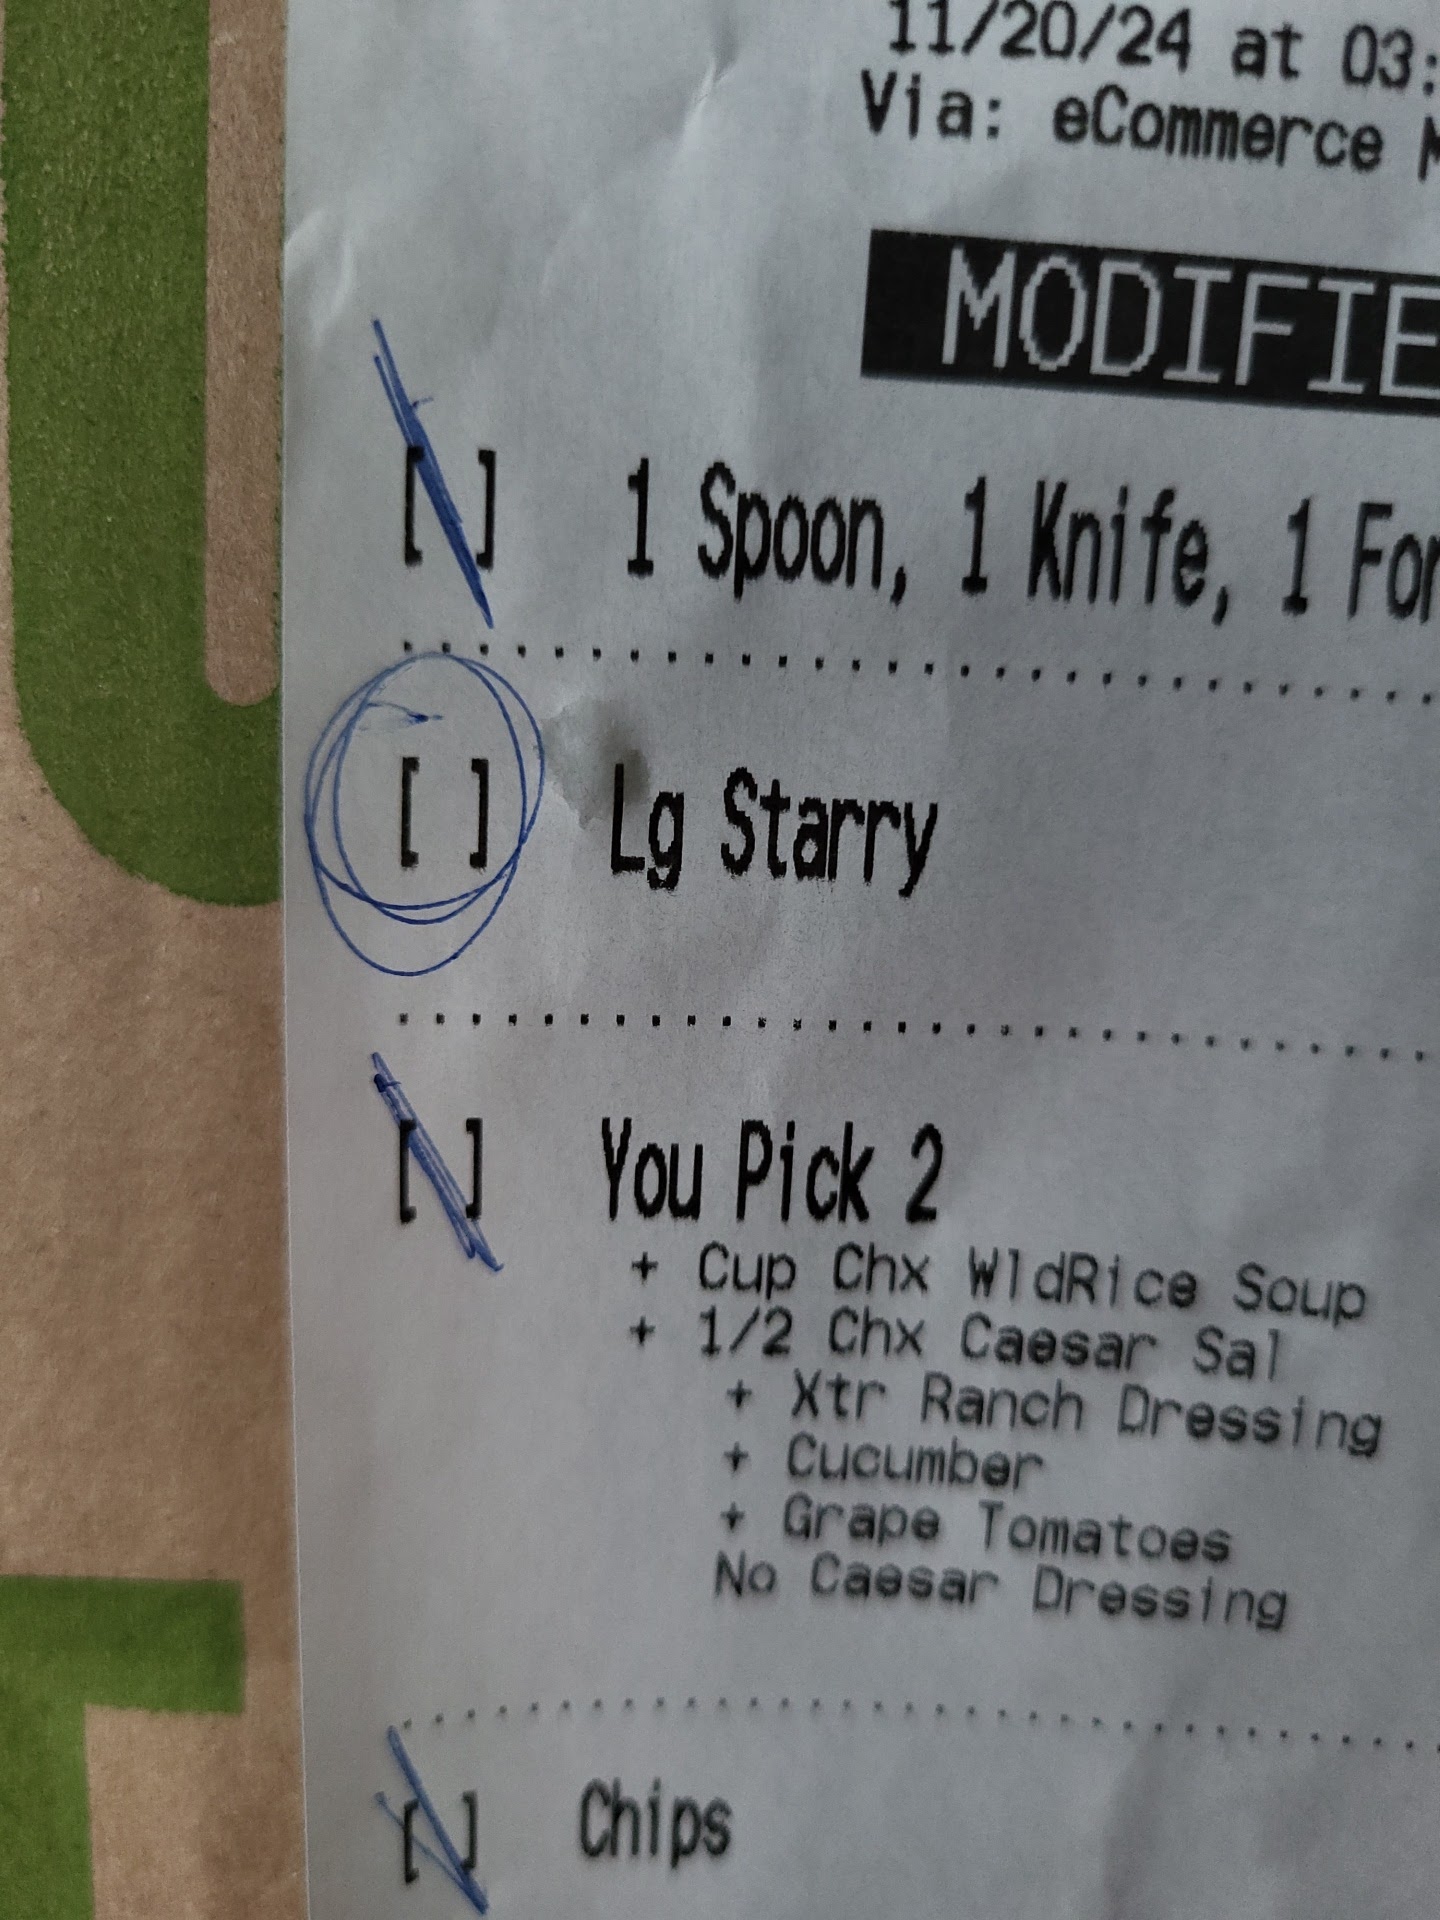 11/20/24 at 03:
Via: eCommerce
MODIFIE
[ ] 1 Spoon, 1 Knife, 1 For
[ ] Lg Starry
[ ] You Pick 2
+ Cup Chx WldRice Soup
+ 1/2 Chx Caesar Sal
+ Xtr Ranch Dressing
+ Cucumber
+ Grape Tomatoes
No Caesar Dressing
[ ] Chips